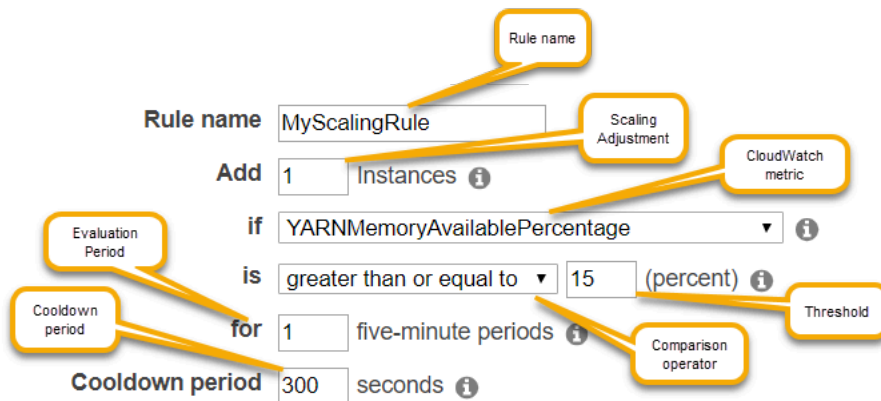 Rule name
Rule name MyScalingRule
Scaling
Adjustment
Add 1 Instances
CloudWatch
metric
if YARNMemoryAvailablePercentage
Evaluation
Period
is greater than or equal to 15 (percent)
Cooldown
period
Threshold
for 1 five-minute periods
Comparison
operator
Cooldown period 300 seconds